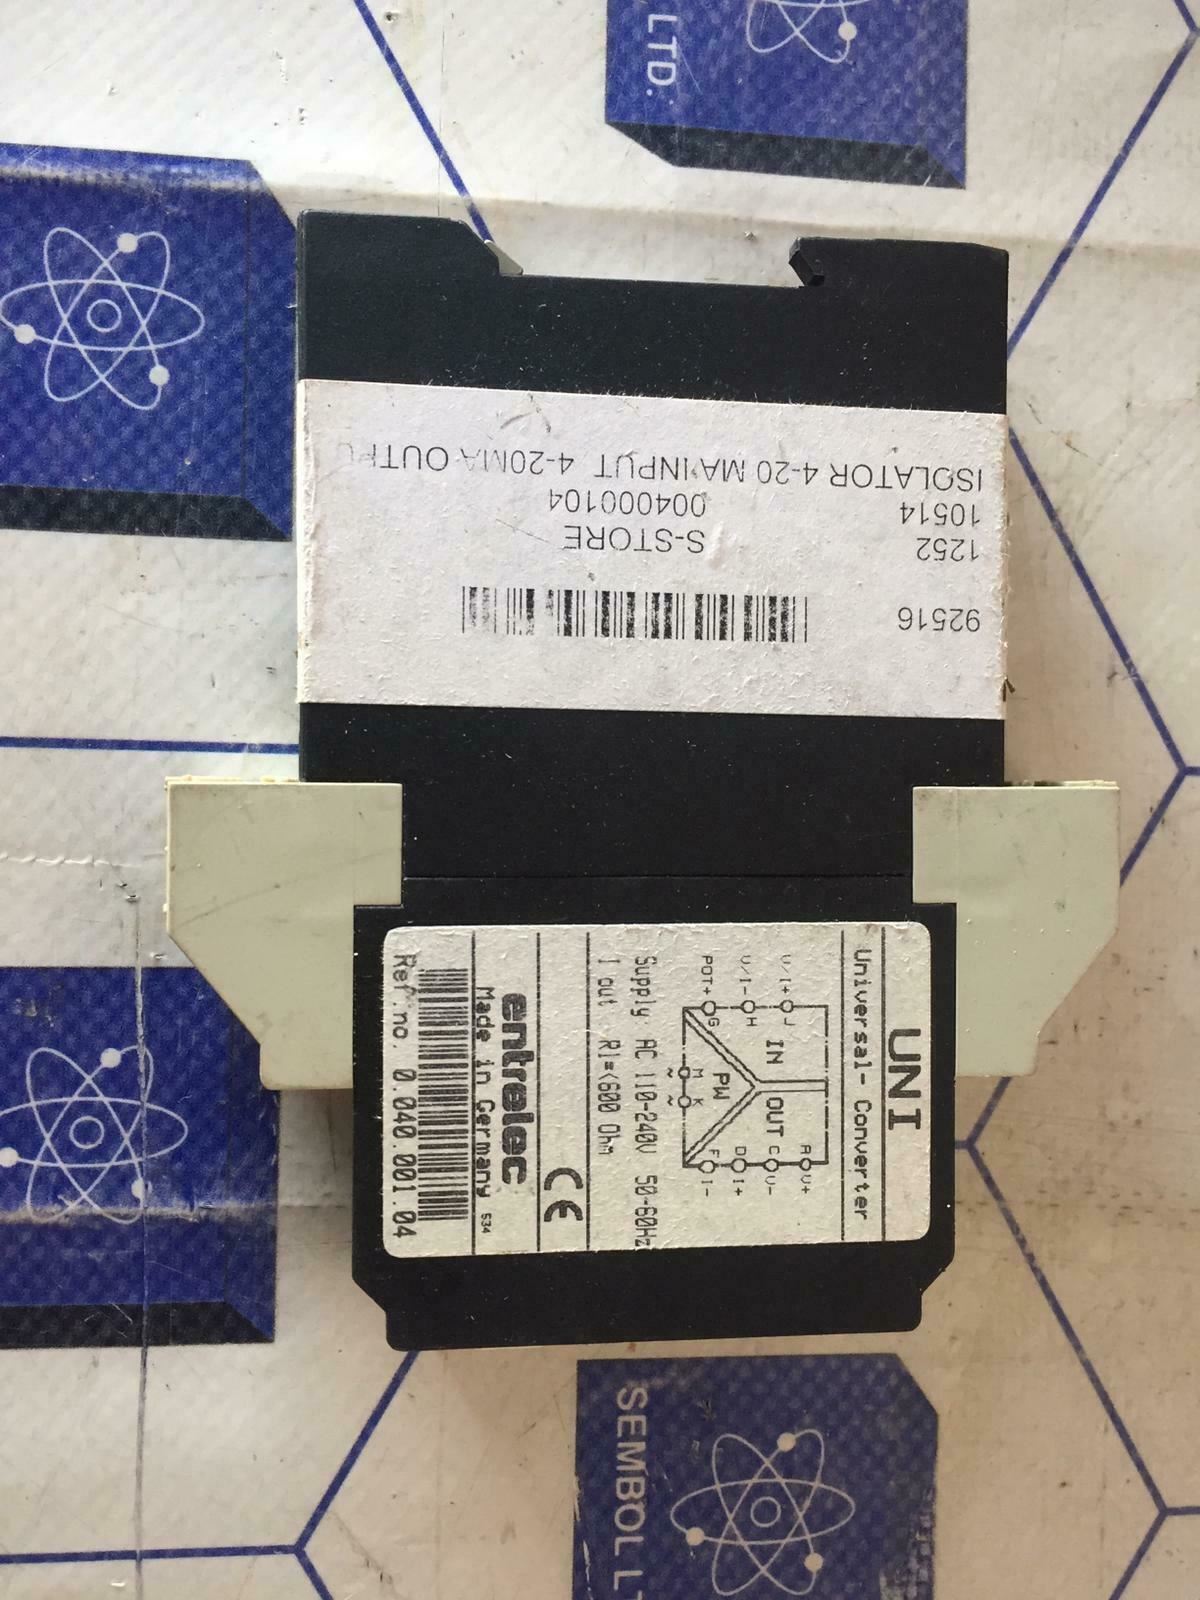 LTD.
ISOLATOR 4-20 MA INPUT 4-20MA OUTPU
10514 004000104
1252 S-STORE
92516
UNI
Universal- Converter
V/I+ J
V/I- H
POT+ G
IN
OUT
PW
A V+
C V-
D I+
F I-
M ~
K ~
Supply AC 110-240V 50-60Hz
I out Rl=<600 Ohm
CE
entrelec
Made in Germany 534
Ref.no. 0.040.001.04
SEMBOL LT